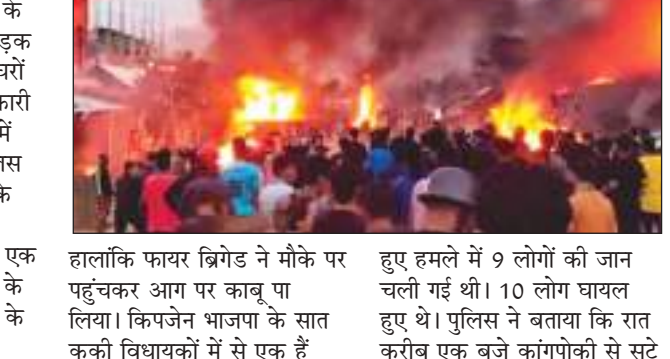 के
ड़क
घरों
कारी
में
नस
के
एक
के
के
हालांकि फायर ब्रिगेड ने मौके पर
पहुंचकर आग पर काबू पा
लिया। किपजेन भाजपा के सात
कुकी विधायकों में से एक हैं
हुए हमले में 9 लोगों की जान
चली गई थी। 10 लोग घायल
हुए थे। पुलिस ने बताया कि रात
करीब एक बजे कांगपोकी से सटे